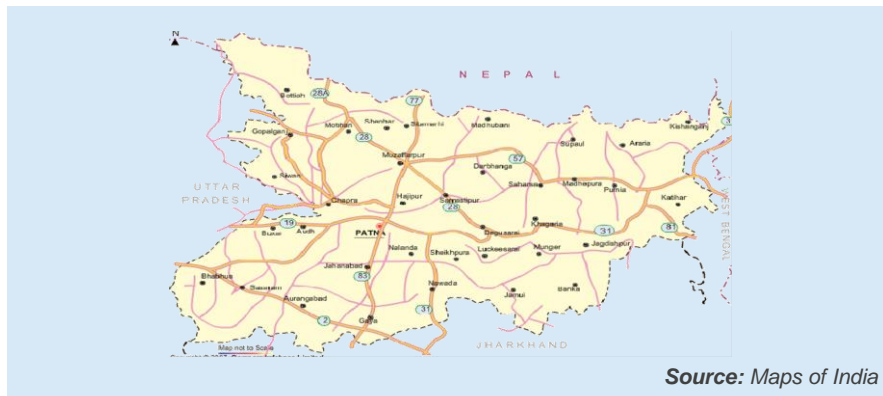 N
NEPAL
Bettiah
28A
77
Gopalganj
Motihari
Sheohar
Sitamarhi
Madhubani
Kishanganj
28
Supaul
Araria
Muzaffarpur
57
Siwan
Darbhanga
Saharsa
Madhepura
Purnia
UTTAR
PRADESH
Chapra
Hajipur
Samastipur
28
Katihar
WEST BENGAL
19
Buxar
PATNA
Begusarai
Khagaria
31
81
Nalanda
Sheikhpura
Luckeesarai
Munger
Jagdishpur
Jahanabad
83
Bhabhua
Sasaram
Nawada
Jamui
Banka
Aurangabad
2
Gaya
31
JHARKHAND
Map not to Scale
Source: Maps of India